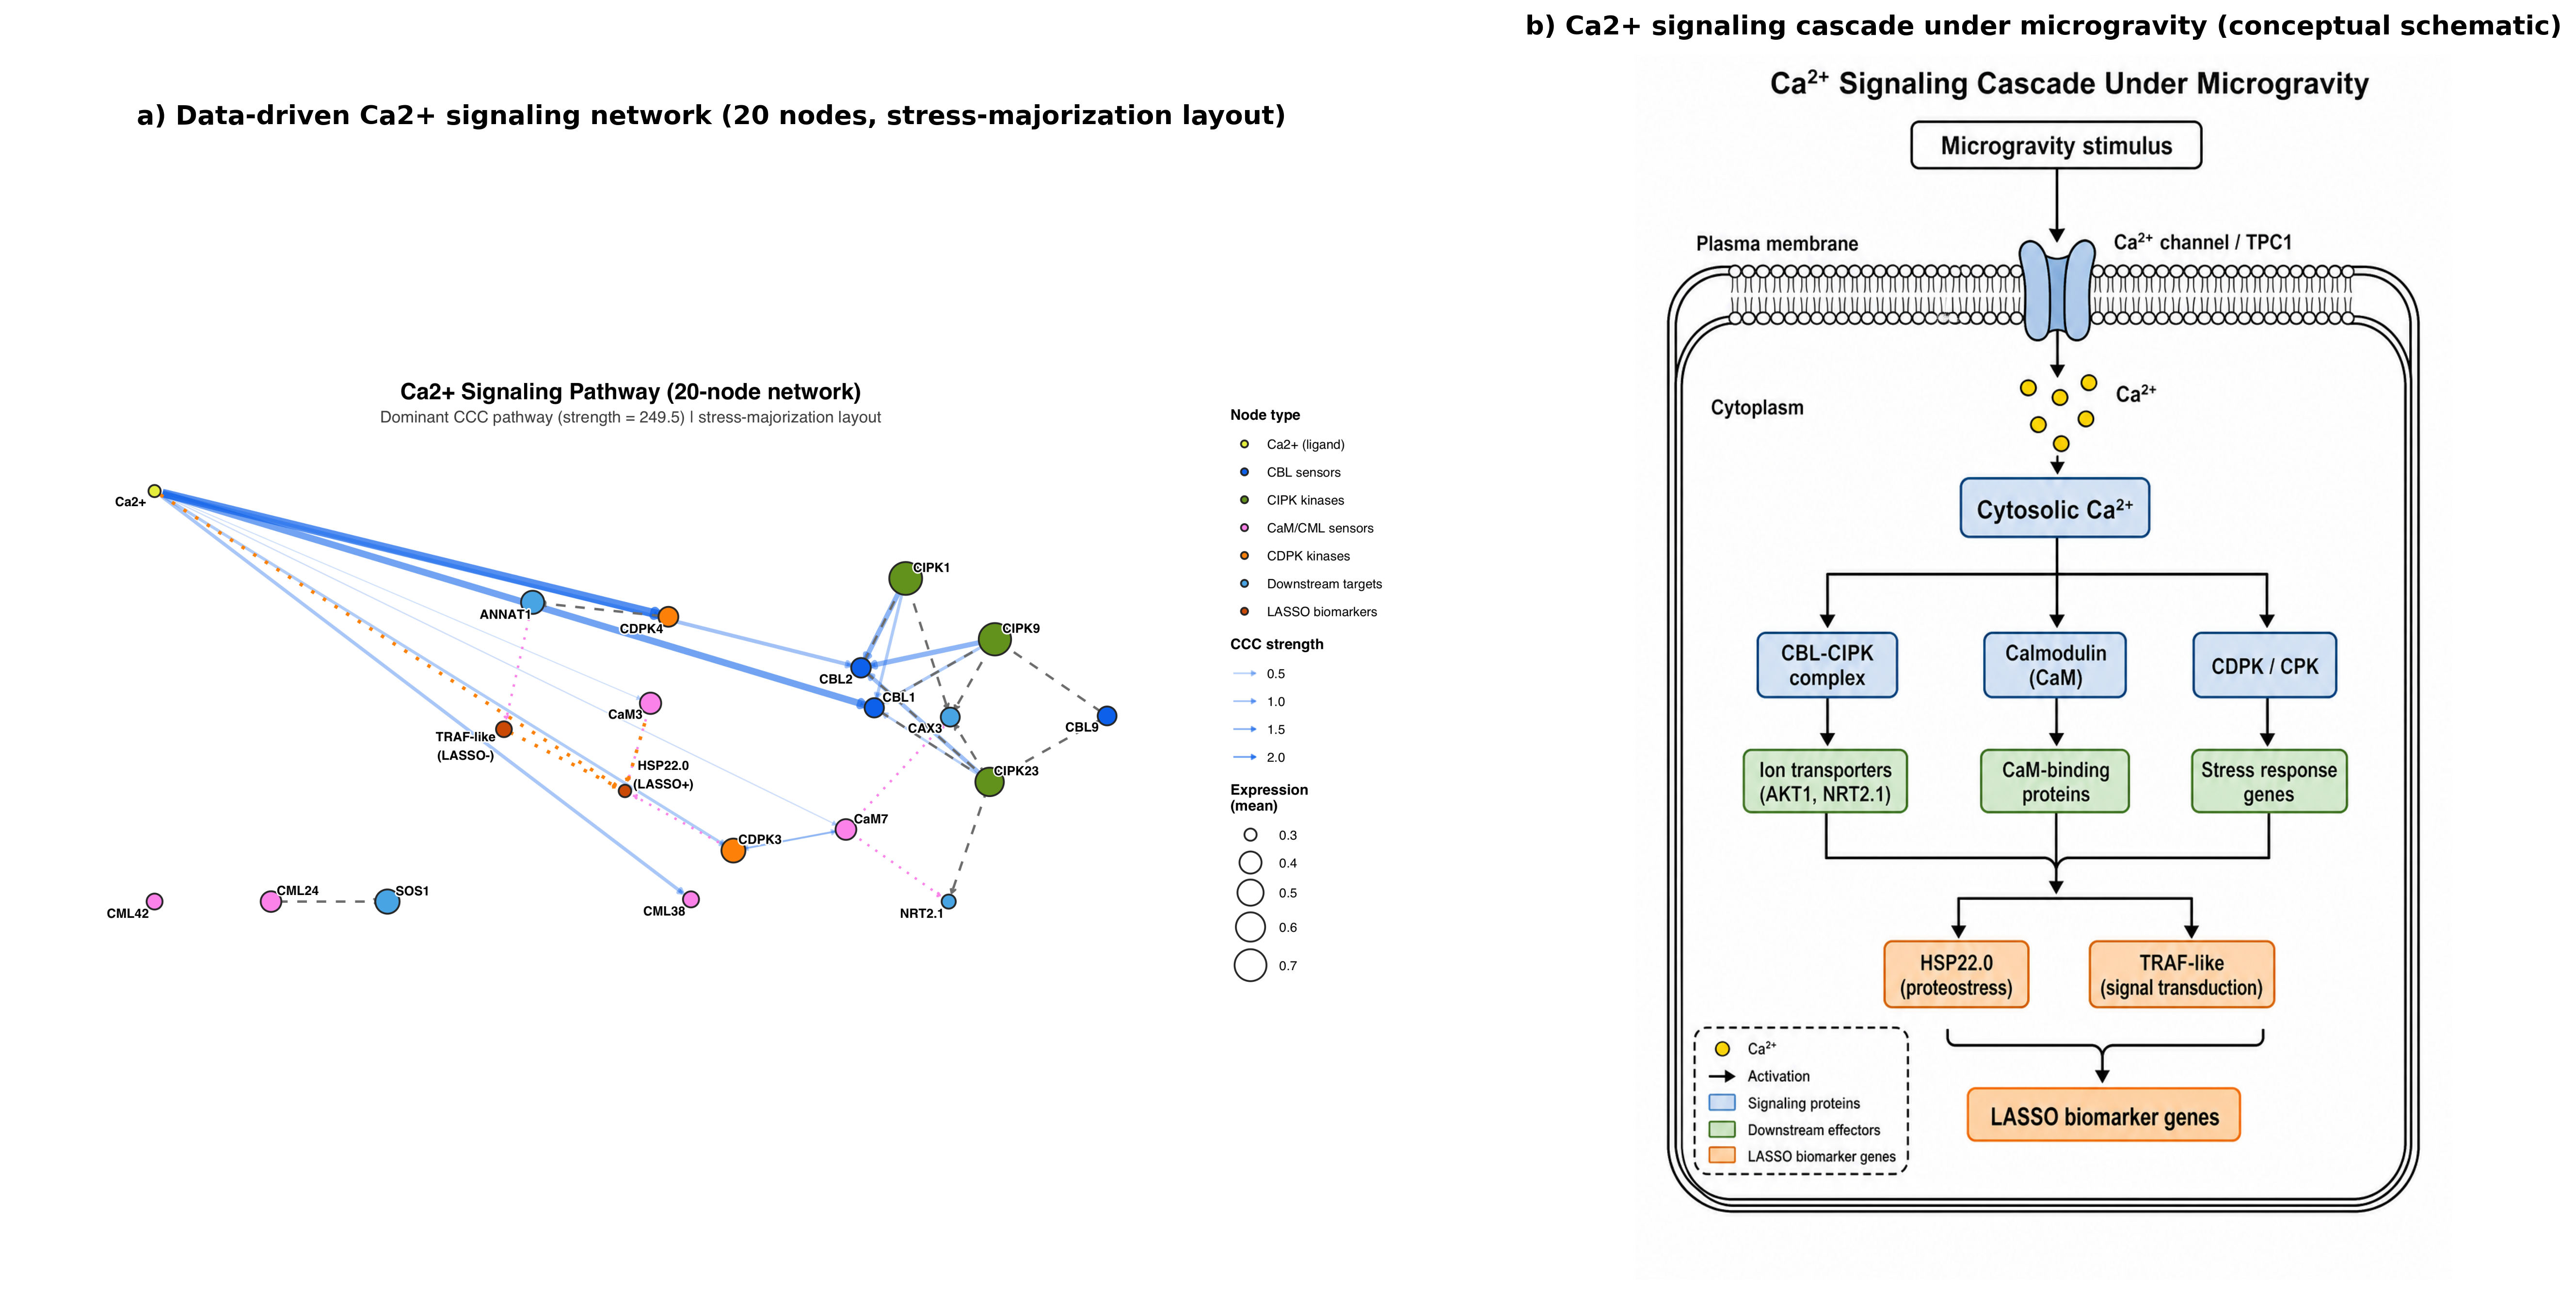 a) Data-driven Ca2+ signaling network (20 nodes, stress-majorization layout)
Ca2+ Signaling Pathway (20-node network)
Dominant CCC pathway (strength = 249.5) | stress-majorization layout
Ca2+
CIPK1
ANNAT1
CDPK4
CIPK9
CBL2
CBL1
CaM3
CAX3
CBL9
TRAF-like
(LASSO-)
HSP22.0
(LASSO+)
CIPK23
CaM7
CDPK3
CML42
CML24
SOS1
CML38
NRT2.1
Node type
Ca2+ (ligand)
CBL sensors
CIPK kinases
CaM/CML sensors
CDPK kinases
Downstream targets
LASSO biomarkers
CCC strength
0.5
1.0
1.5
2.0
Expression
(mean)
0.3
0.4
0.5
0.6
0.7
b) Ca2+ signaling cascade under microgravity (conceptual schematic)
Ca²⁺ Signaling Cascade Under Microgravity
Microgravity stimulus
Plasma membrane
Ca²⁺ channel / TPC1
Cytoplasm
Ca²⁺
Cytosolic Ca²⁺
CBL-CIPK
complex
Calmodulin
(CaM)
CDPK / CPK
Ion transporters
(AKT1, NRT2.1)
CaM-binding
proteins
Stress response
genes
HSP22.0
(proteostress)
TRAF-like
(signal transduction)
LASSO biomarker genes
Ca²⁺
Activation
Signaling proteins
Downstream effectors
LASSO biomarker genes